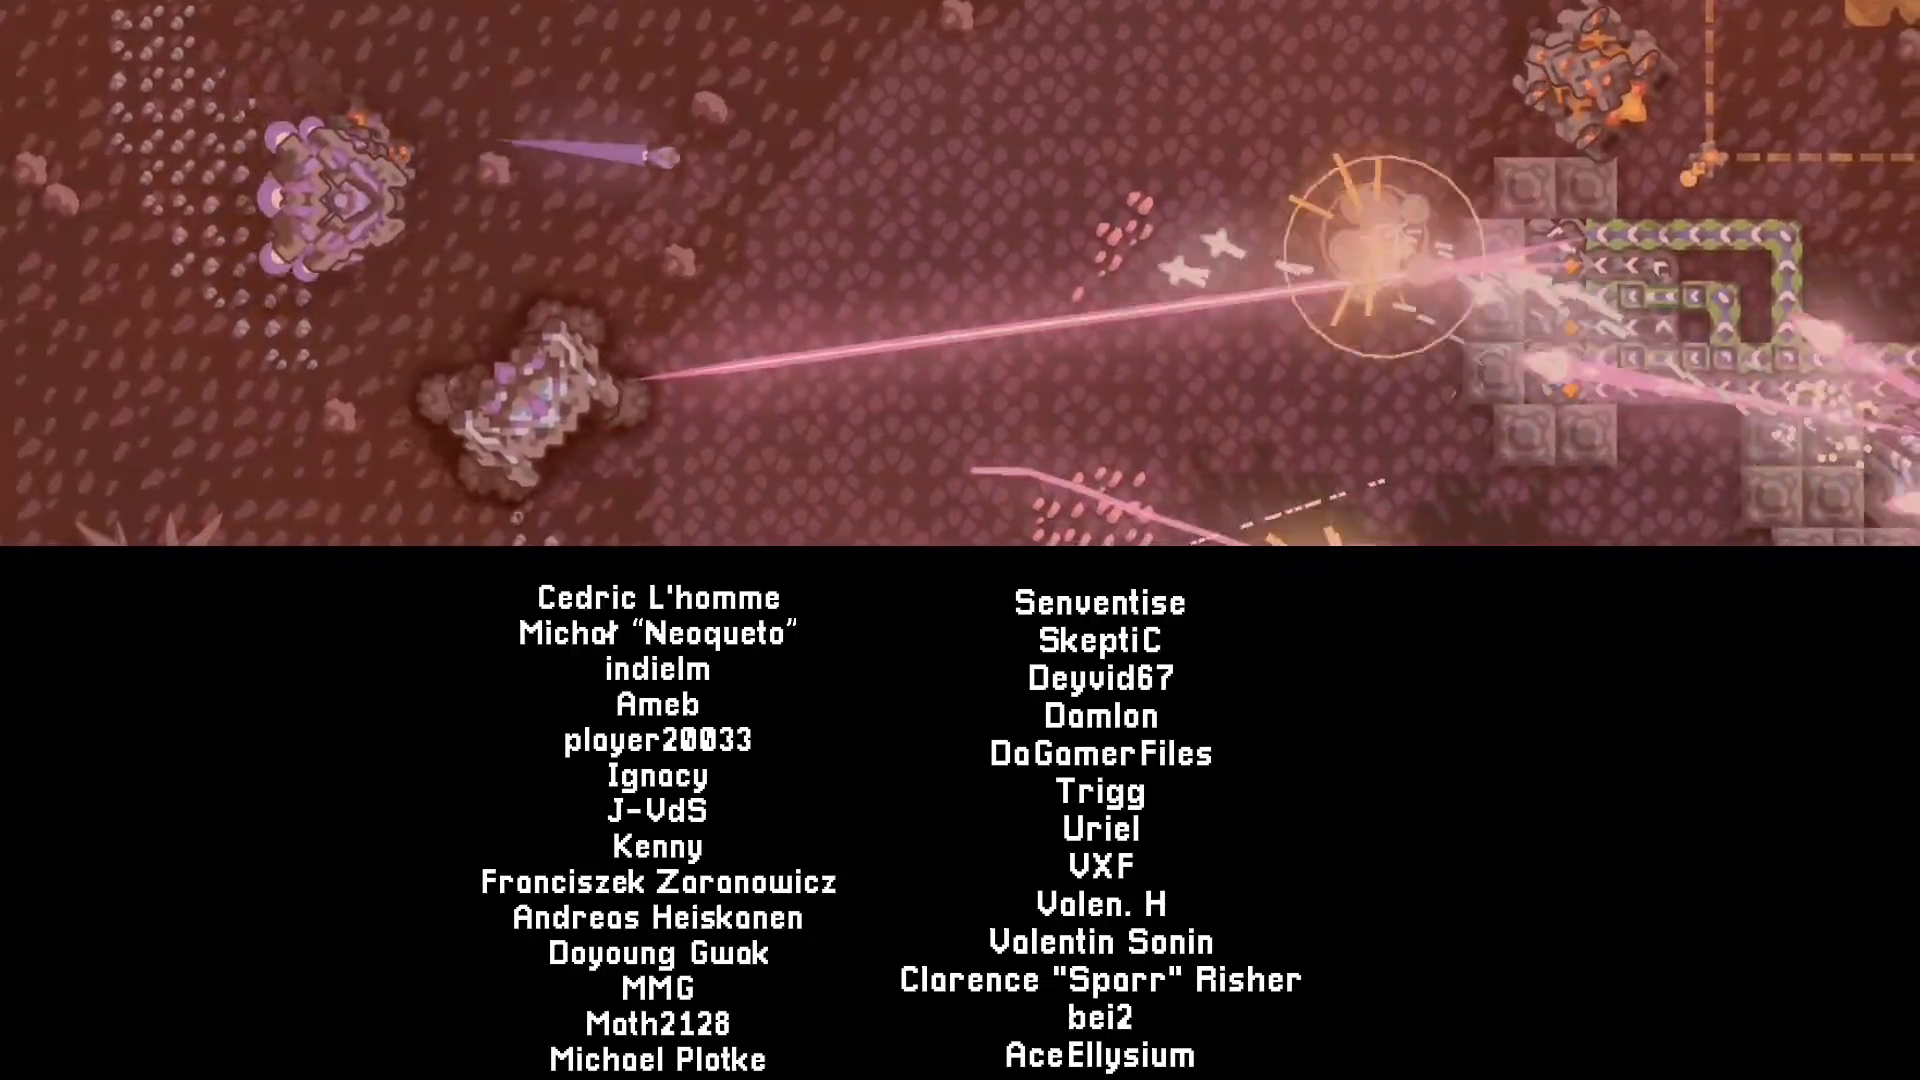 Cedric L'homme
Michał “Neoqueto”
indielm
Ameb
player20033
Ignacy
J-VdS
Kenny
Franciszek Zaranowicz
Andreas Heiskanen
Doyoung Gwak
MMG
Math2128
Michael Plotke
Senventise
SkeptiC
Deyvid67
Damlon
DaGamerFiles
Trigg
Uriel
VXF
Valen. H
Valentin Sonin
Clarence "Sparr" Risher
bei2
AceEllysium